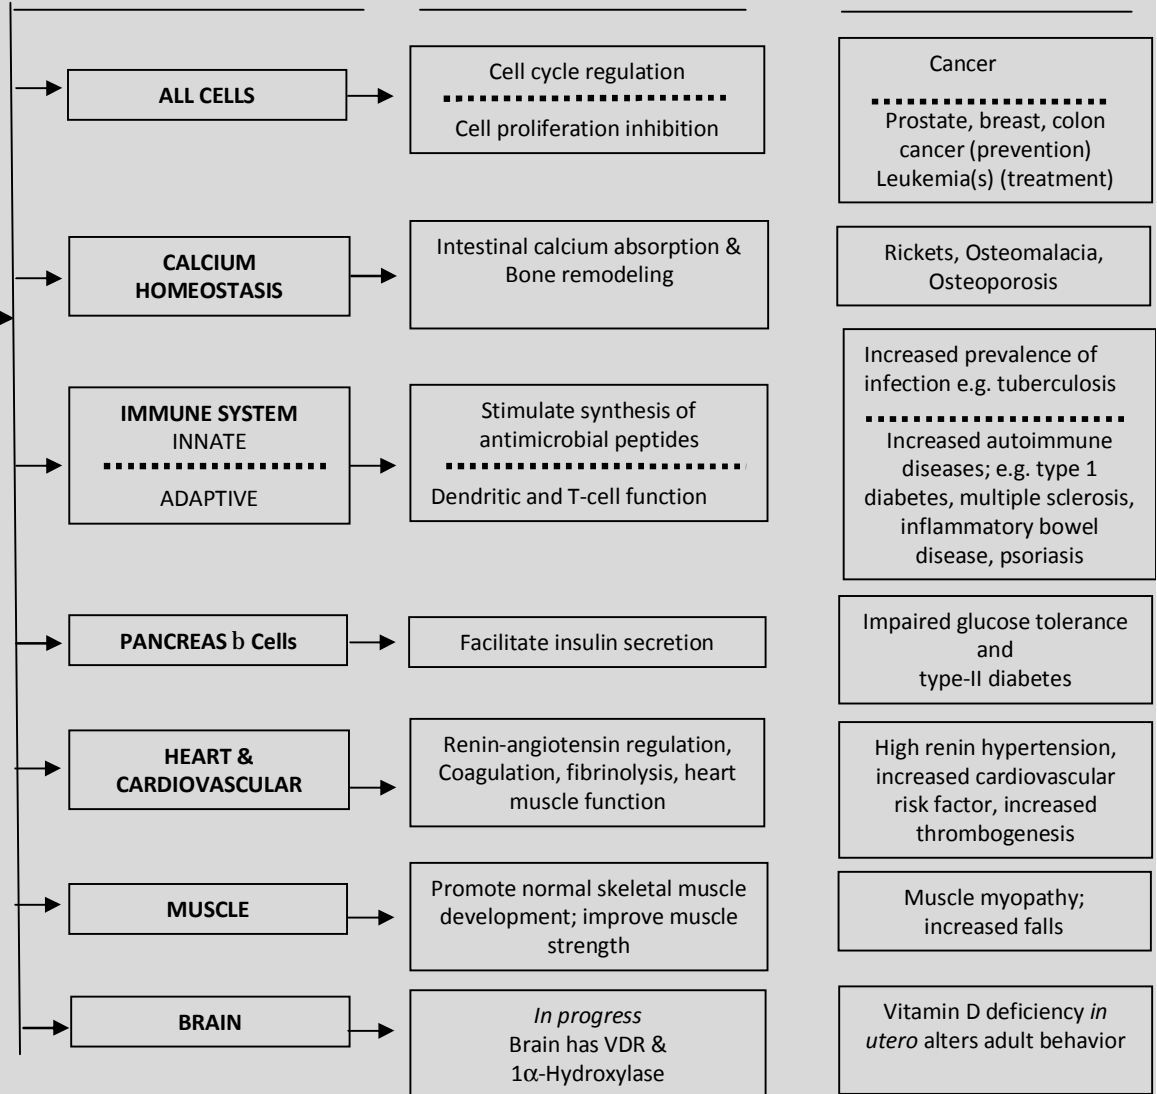 ALL CELLS
Cell cycle regulation
Cell proliferation inhibition
Cancer
Prostate, breast, colon
cancer (prevention)
Leukemia(s) (treatment)
CALCIUM
HOMEOSTASIS
Intestinal calcium absorption &
Bone remodeling
Rickets, Osteomalacia,
Osteoporosis
IMMUNE SYSTEM
INNATE
ADAPTIVE
Stimulate synthesis of
antimicrobial peptides
Dendritic and T-cell function
Increased prevalence of
infection e.g. tuberculosis
Increased autoimmune
diseases; e.g. type 1
diabetes, multiple sclerosis,
inflammatory bowel
disease, psoriasis
PANCREAS b Cells
Facilitate insulin secretion
Impaired glucose tolerance
and
type-II diabetes
HEART &
CARDIOVASCULAR
Renin-angiotensin regulation,
Coagulation, fibrinolysis, heart
muscle function
High renin hypertension,
increased cardiovascular
risk factor, increased
thrombogenesis
MUSCLE
Promote normal skeletal muscle
development; improve muscle
strength
Muscle myopathy;
increased falls
BRAIN
In progress
Brain has VDR &
1α-Hydroxylase
Vitamin D deficiency in
utero alters adult behavior